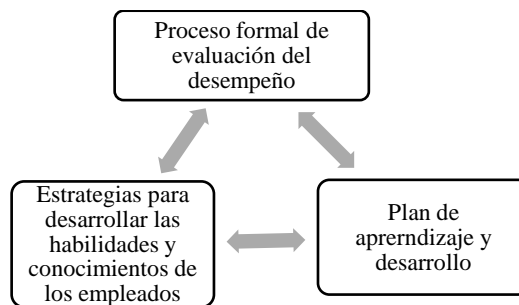 Proceso formal de
evaluación del
desempeño
Estrategias para
desarrollar las
habilidades y
conocimientos de
los empleados
Plan de
aprerndizaje y
desarrollo